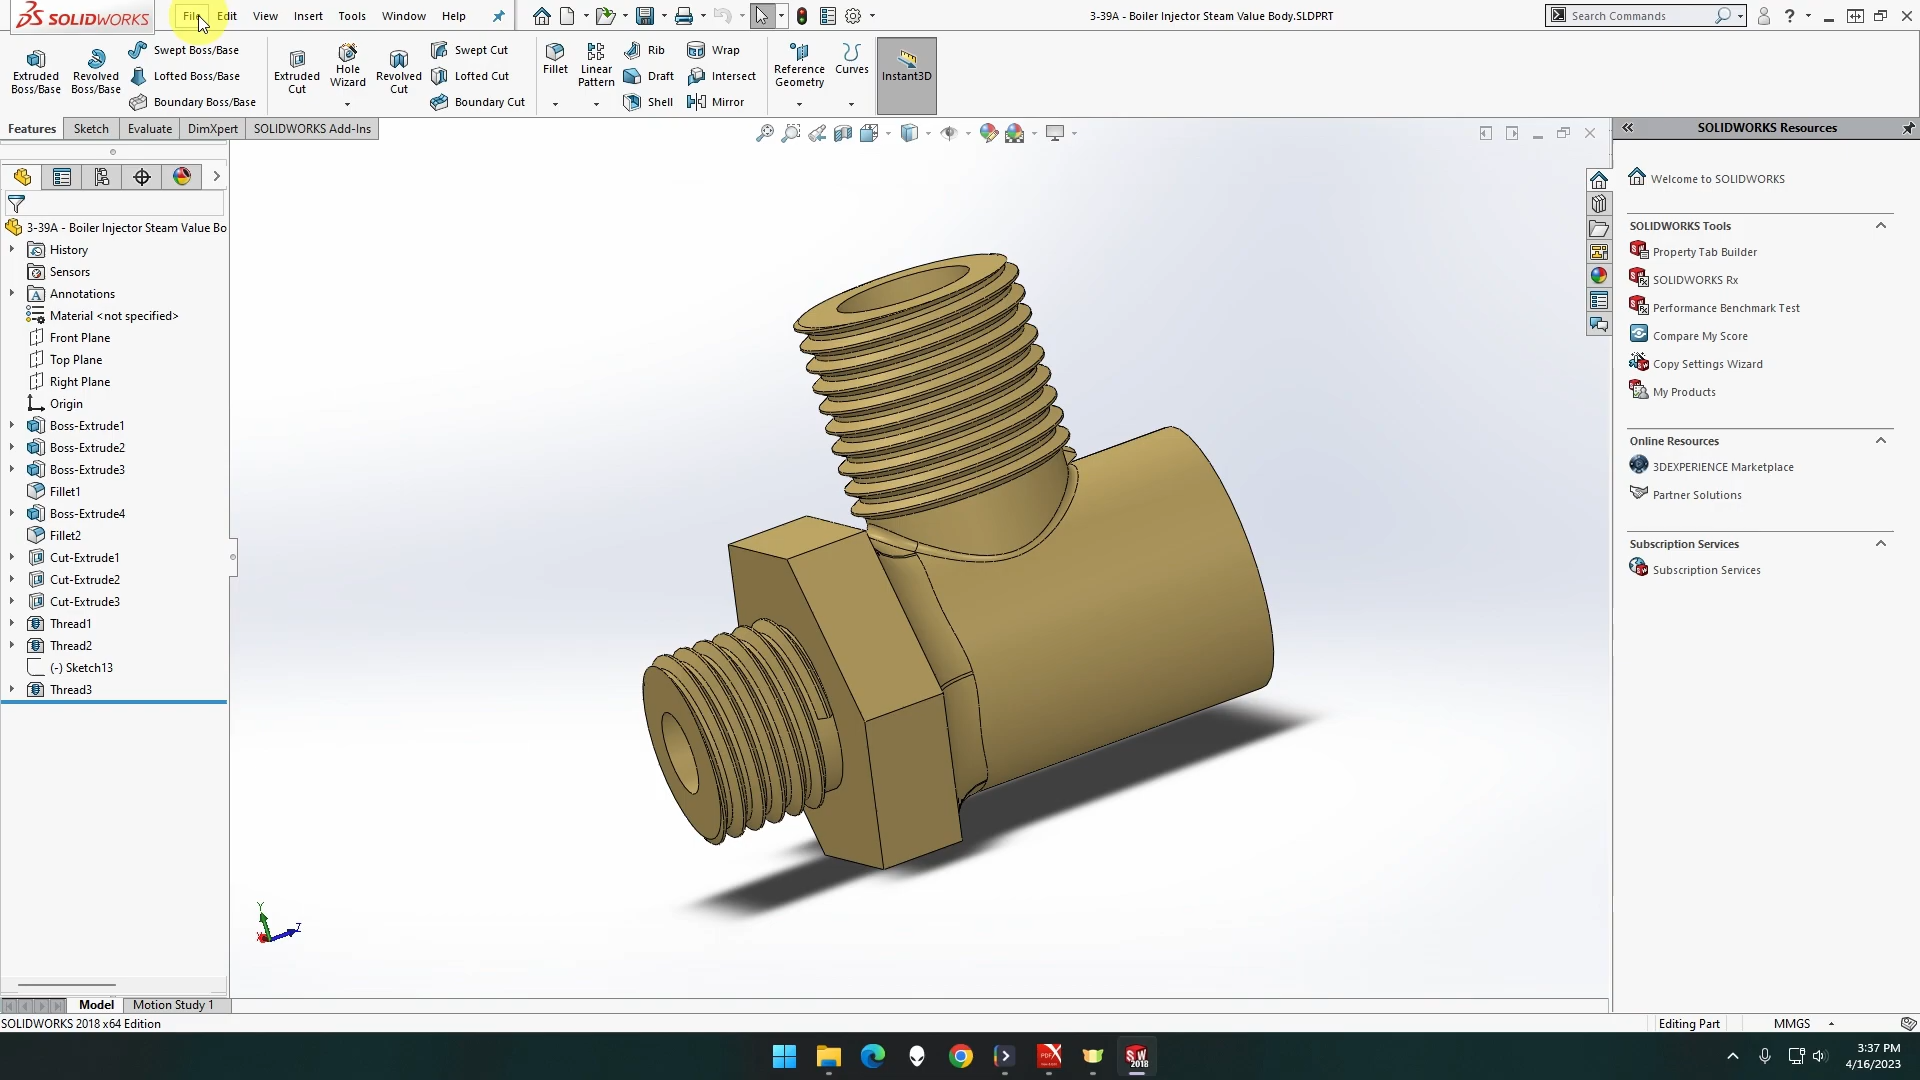 SOLIDWORKS
File
Edit
View
Insert
Tools
Window
Help
3-39A - Boiler Injector Steam Value Body.SLDPRT
Search Commands
Extruded Boss/Base
Revolved Boss/Base
Swept Boss/Base
Lofted Boss/Base
Boundary Boss/Base
Extruded Cut
Hole Wizard
Revolved Cut
Swept Cut
Lofted Cut
Boundary Cut
Fillet
Linear Pattern
Rib
Draft
Shell
Wrap
Intersect
Mirror
Reference Geometry
Curves
Instant3D
Features
Sketch
Evaluate
DimXpert
SOLIDWORKS Add-Ins
3-39A - Boiler Injector Steam Value Bo
History
Sensors
Annotations
Material <not specified>
Front Plane
Top Plane
Right Plane
Origin
Boss-Extrude1
Boss-Extrude2
Boss-Extrude3
Fillet1
Boss-Extrude4
Fillet2
Cut-Extrude1
Cut-Extrude2
Cut-Extrude3
Thread1
Thread2
(-) Sketch13
Thread3
Y
Z
X
SOLIDWORKS Resources
Welcome to SOLIDWORKS
SOLIDWORKS Tools
Property Tab Builder
SOLIDWORKS Rx
Performance Benchmark Test
Compare My Score
Copy Settings Wizard
My Products
Online Resources
3DEXPERIENCE Marketplace
Partner Solutions
Subscription Services
Subscription Services
Model
Motion Study 1
SOLIDWORKS 2018 x64 Edition
Editing Part
MMGS
3:37 PM
4/16/2023